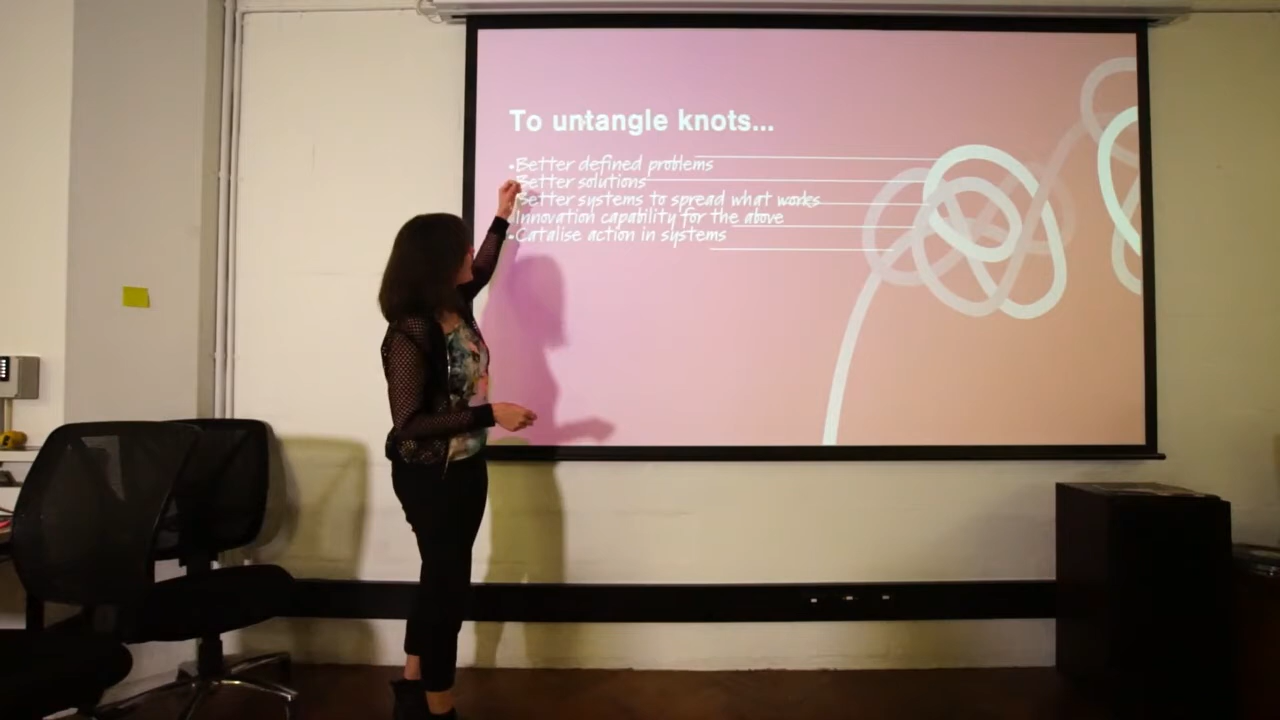 To untangle knots...
•Better defined problems
Better solutions
Better systems to spread what works
Innovation capability for the above
•Catalise action in systems